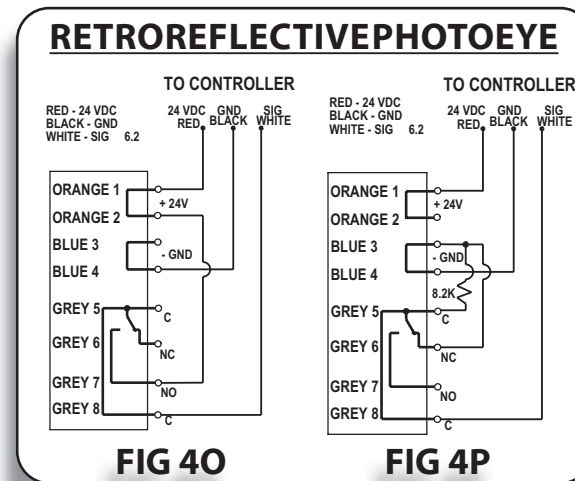 RETROREFLECTIVEPHOTOEYE
TO CONTROLLER
RED - 24 VDC
BLACK - GND
WHITE - SIG 6.2
24 VDC GND SIG
RED BLACK WHITE
ORANGE 1
+ 24V
ORANGE 2
BLUE 3
- GND
BLUE 4
GREY 5
C
GREY 6
NC
GREY 7
NO
GREY 8
C
FIG 4O
TO CONTROLLER
RED - 24 VDC
BLACK - GND
WHITE - SIG 6.2
24 VDC GND SIG
RED BLACK WHITE
ORANGE 1
+ 24V
ORANGE 2
BLUE 3
- GND
BLUE 4
8.2K
GREY 5
C
GREY 6
NC
GREY 7
NO
GREY 8
C
FIG 4P